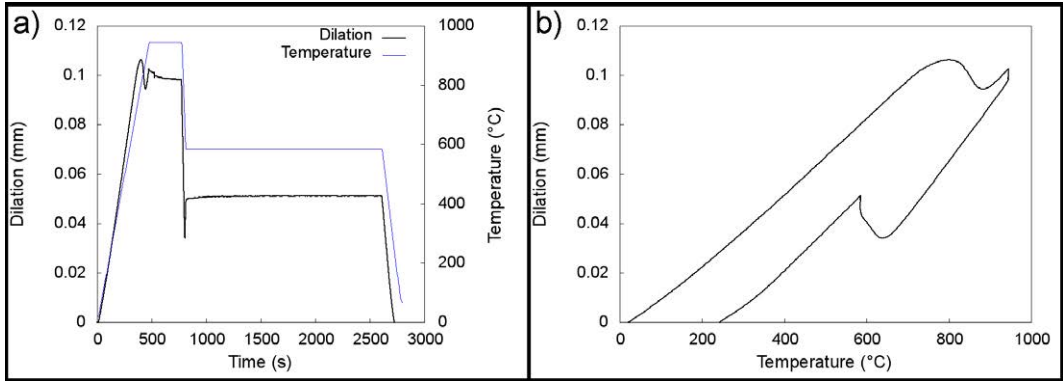 a)
Dilation
Temperature
0.12
0.1
0.08
0.06
0.04
0.02
0
Dilation (mm)
1000
800
600
400
200
0
Temperature (°C)
0 500 1000 1500 2000 2500 3000
Time (s)
b)
0.12
0.1
0.08
0.06
0.04
0.02
0
Dilation (mm)
0 200 400 600 800 1000
Temperature (°C)